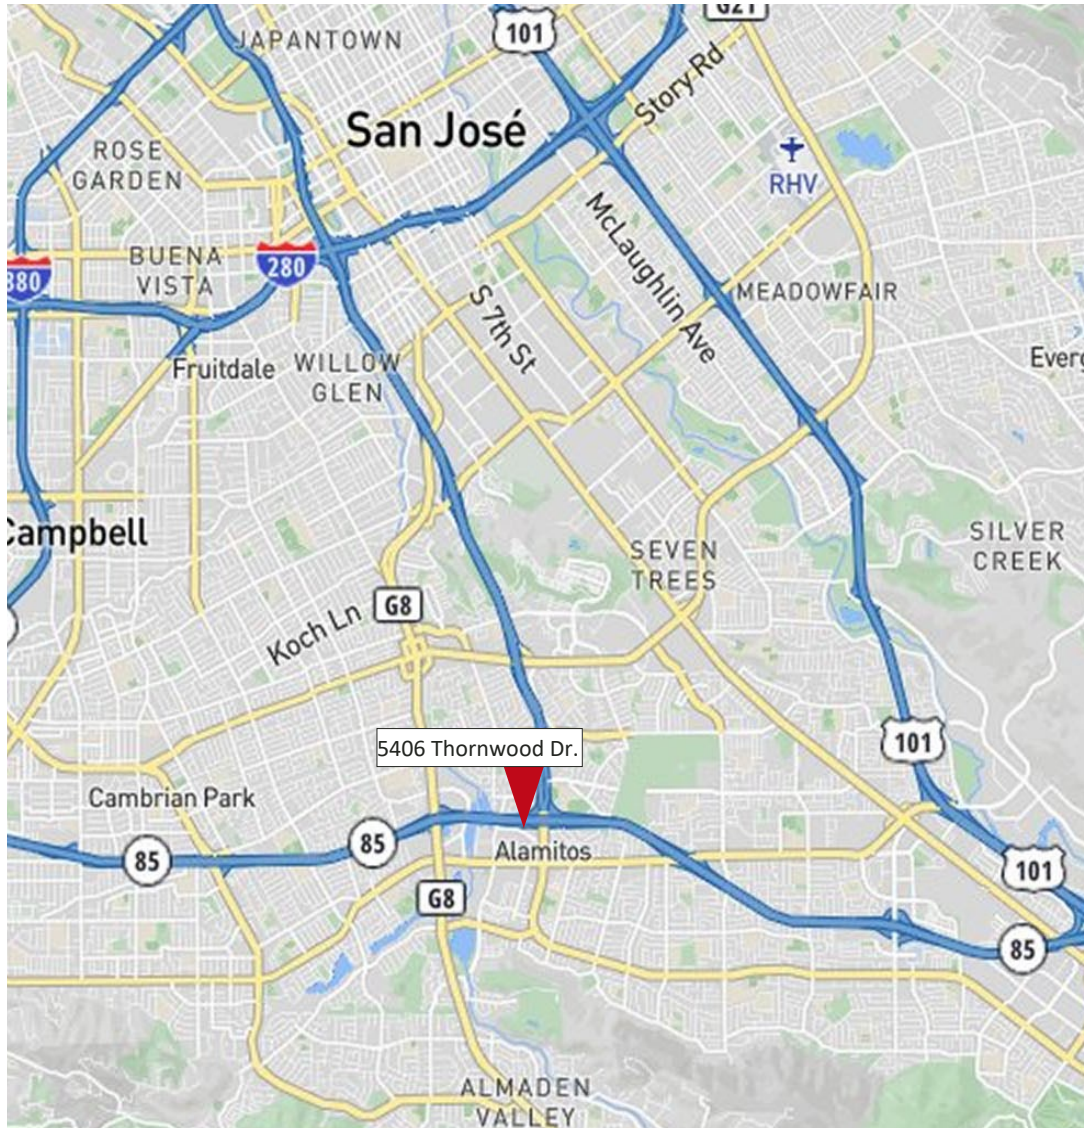 G21
JAPANTOWN
101
Story Rd
San José
ROSE
GARDEN
RHV
McLaughlin Ave
BUENA
VISTA
280
880
MEADOWFAIR
S 7th St
Fruitdale
WILLOW
GLEN
Everg
Campbell
SILVER
CREEK
SEVEN
TREES
G8
Koch Ln
5406 Thornwood Dr.
101
Cambrian Park
85
85
Alamitos
101
G8
85
ALMADEN
VALLEY